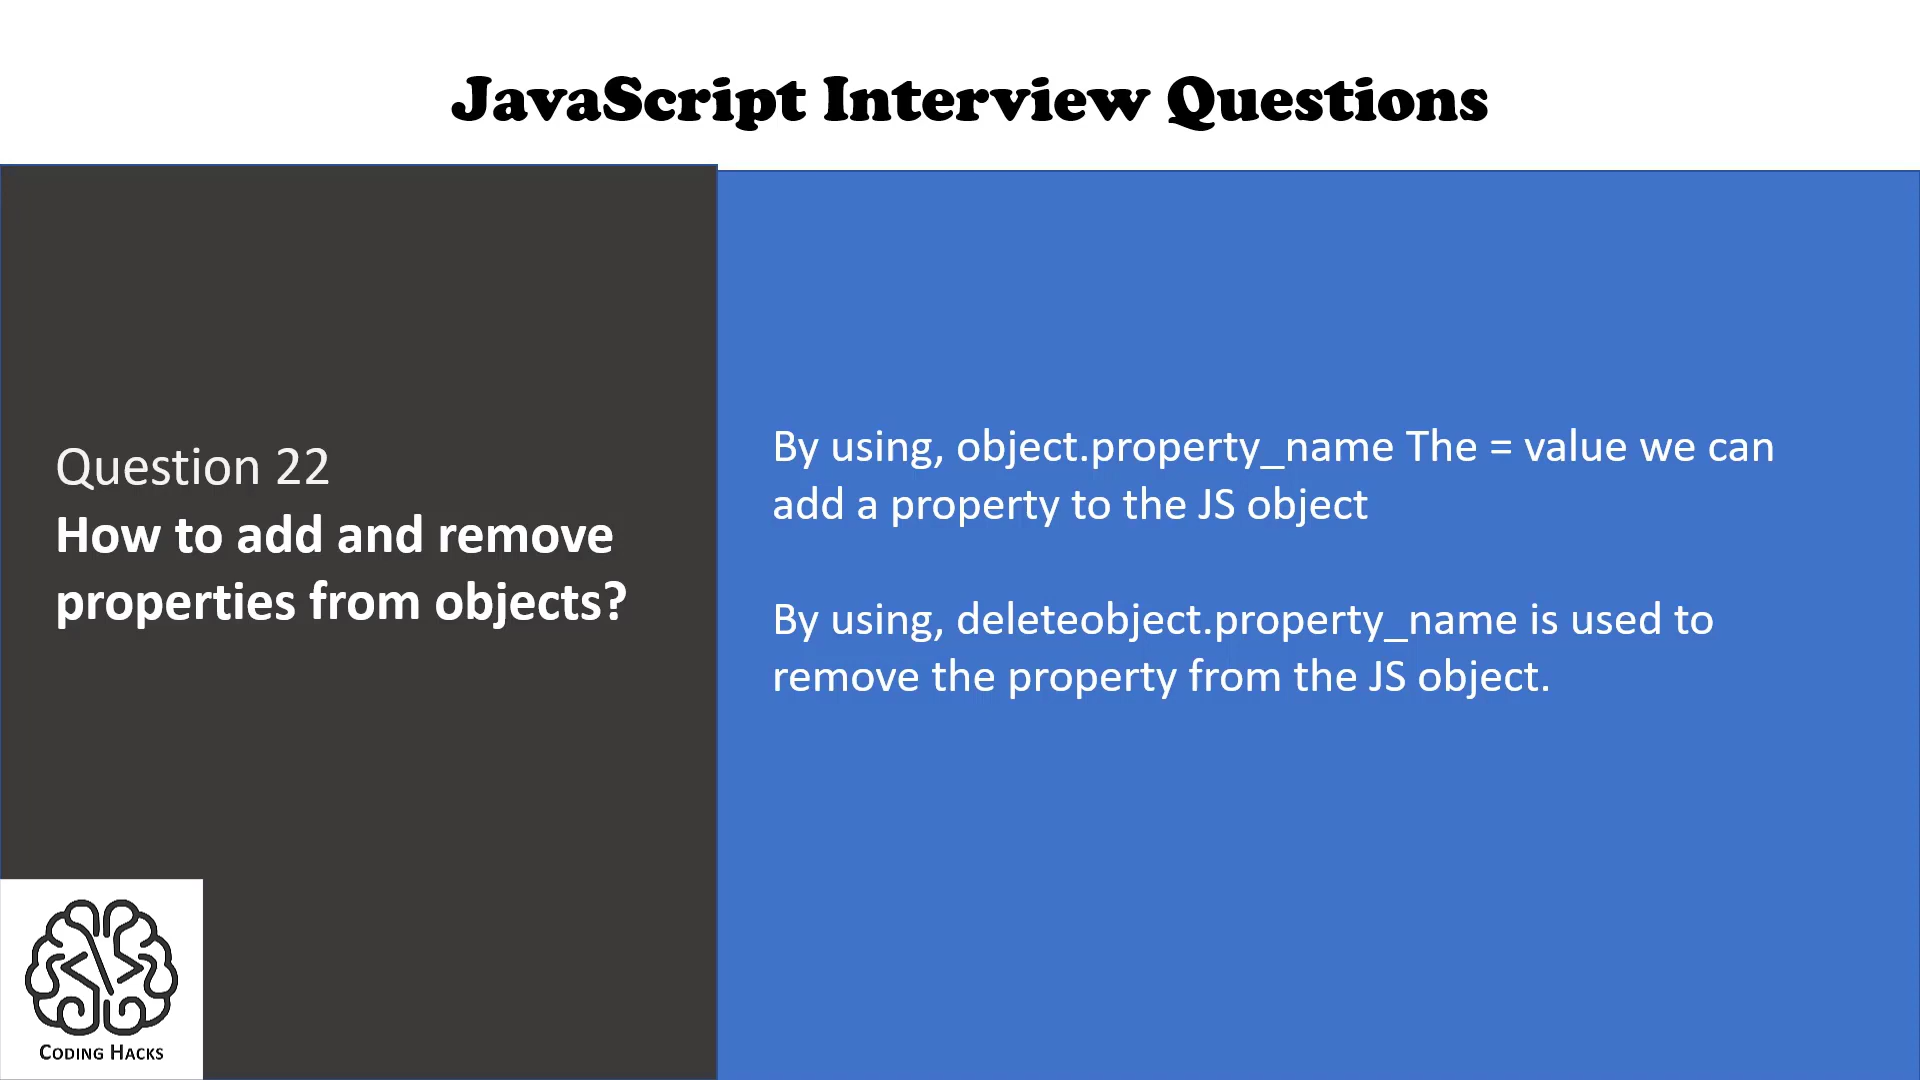 JavaScript Interview Questions
Question 22
How to add and remove
properties from objects?
By using, object.property_name The = value we can
add a property to the JS object
By using, deleteobject.property_name is used to
remove the property from the JS object.
CODING HACKS